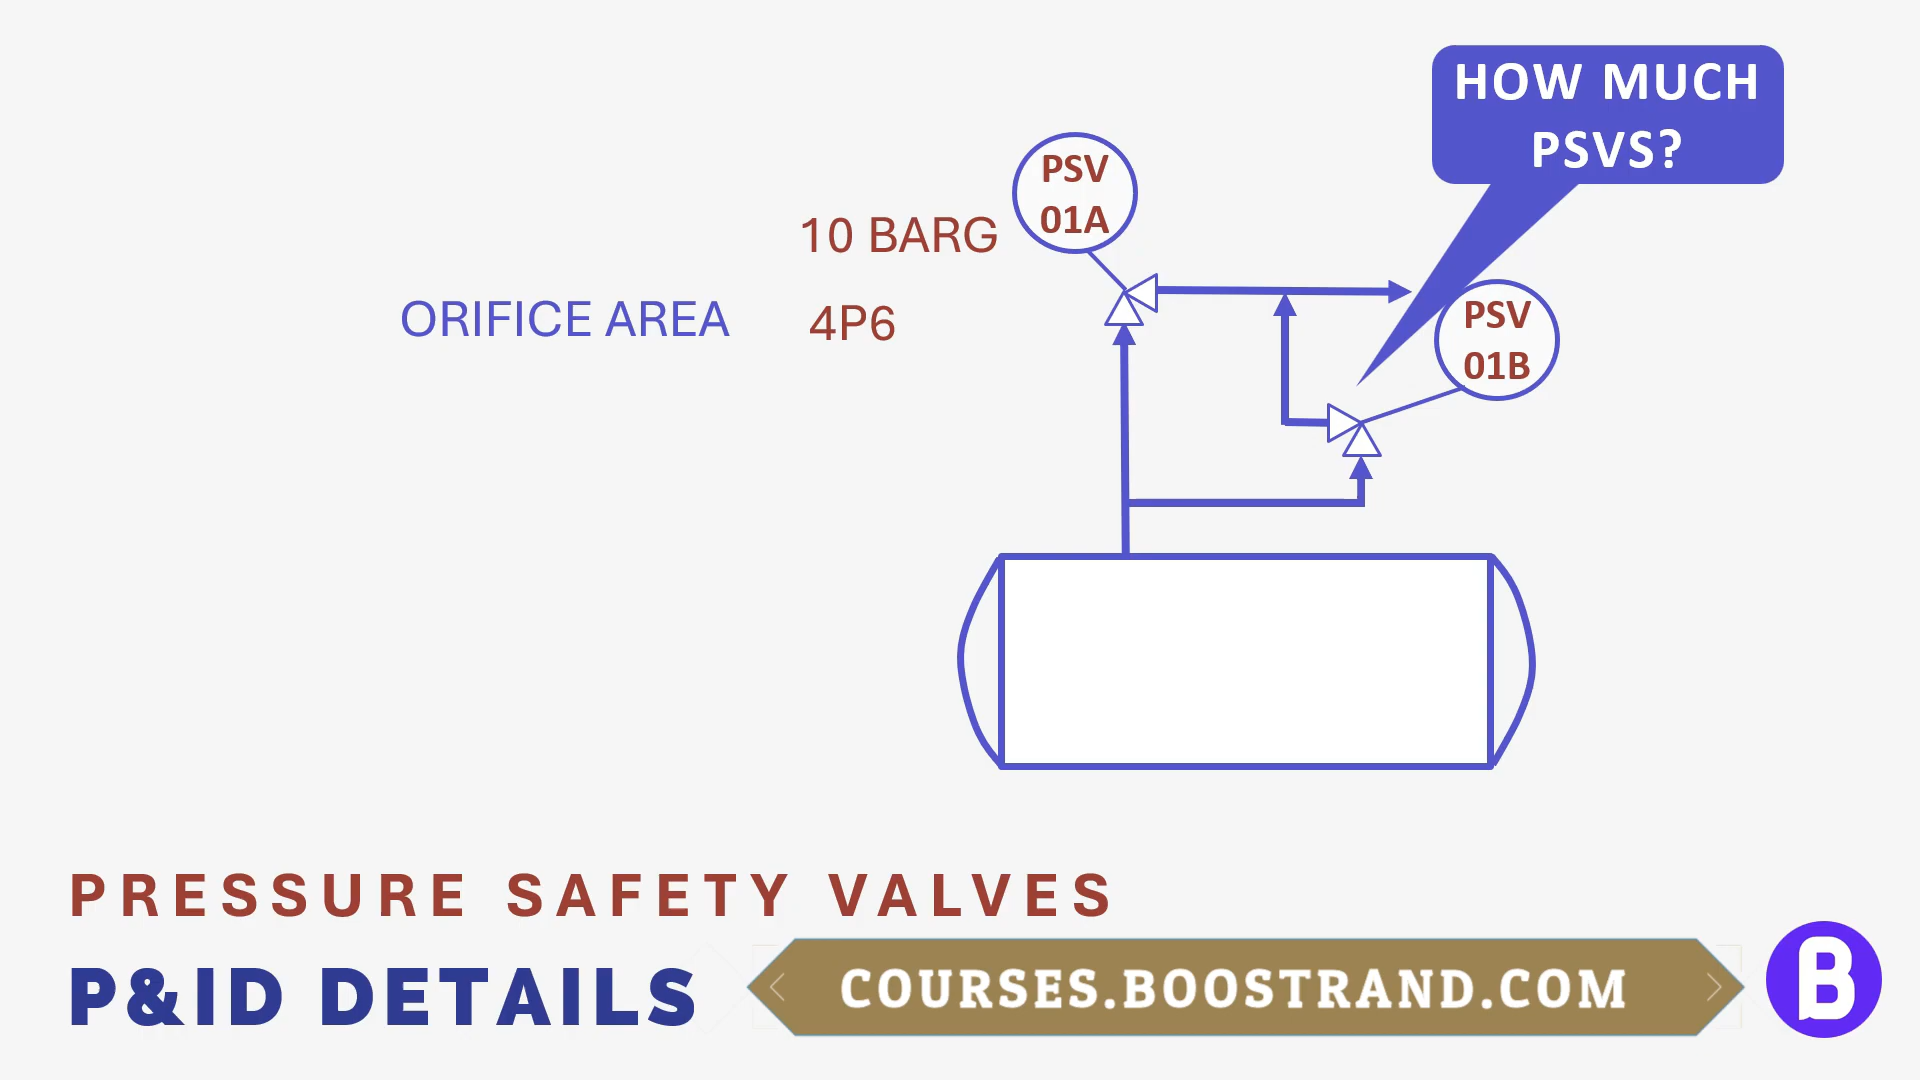 HOW MUCH
PSVS?
PSV
01A
10 BARG
ORIFICE AREA
4P6
PSV
01B
PRESSURE SAFETY VALVES
P&ID DETAILS
COURSES.BOOSTRAND.COM
B